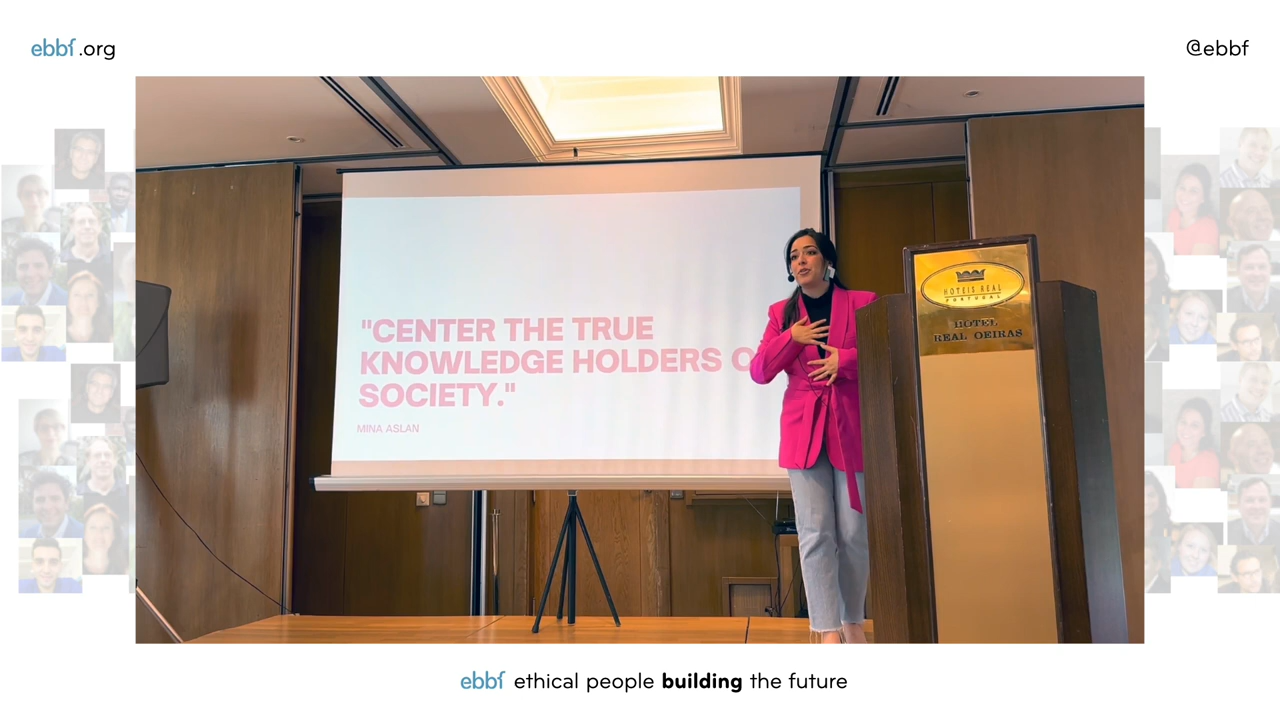 ebbf.org
@ebbf
"CENTER THE TRUE
KNOWLEDGE HOLDERS O
SOCIETY."
MINA ASLAN
HOTEIS REAL
PORTUGAL
HOTEL
REAL OEIRAS
ebbf ethical people building the future